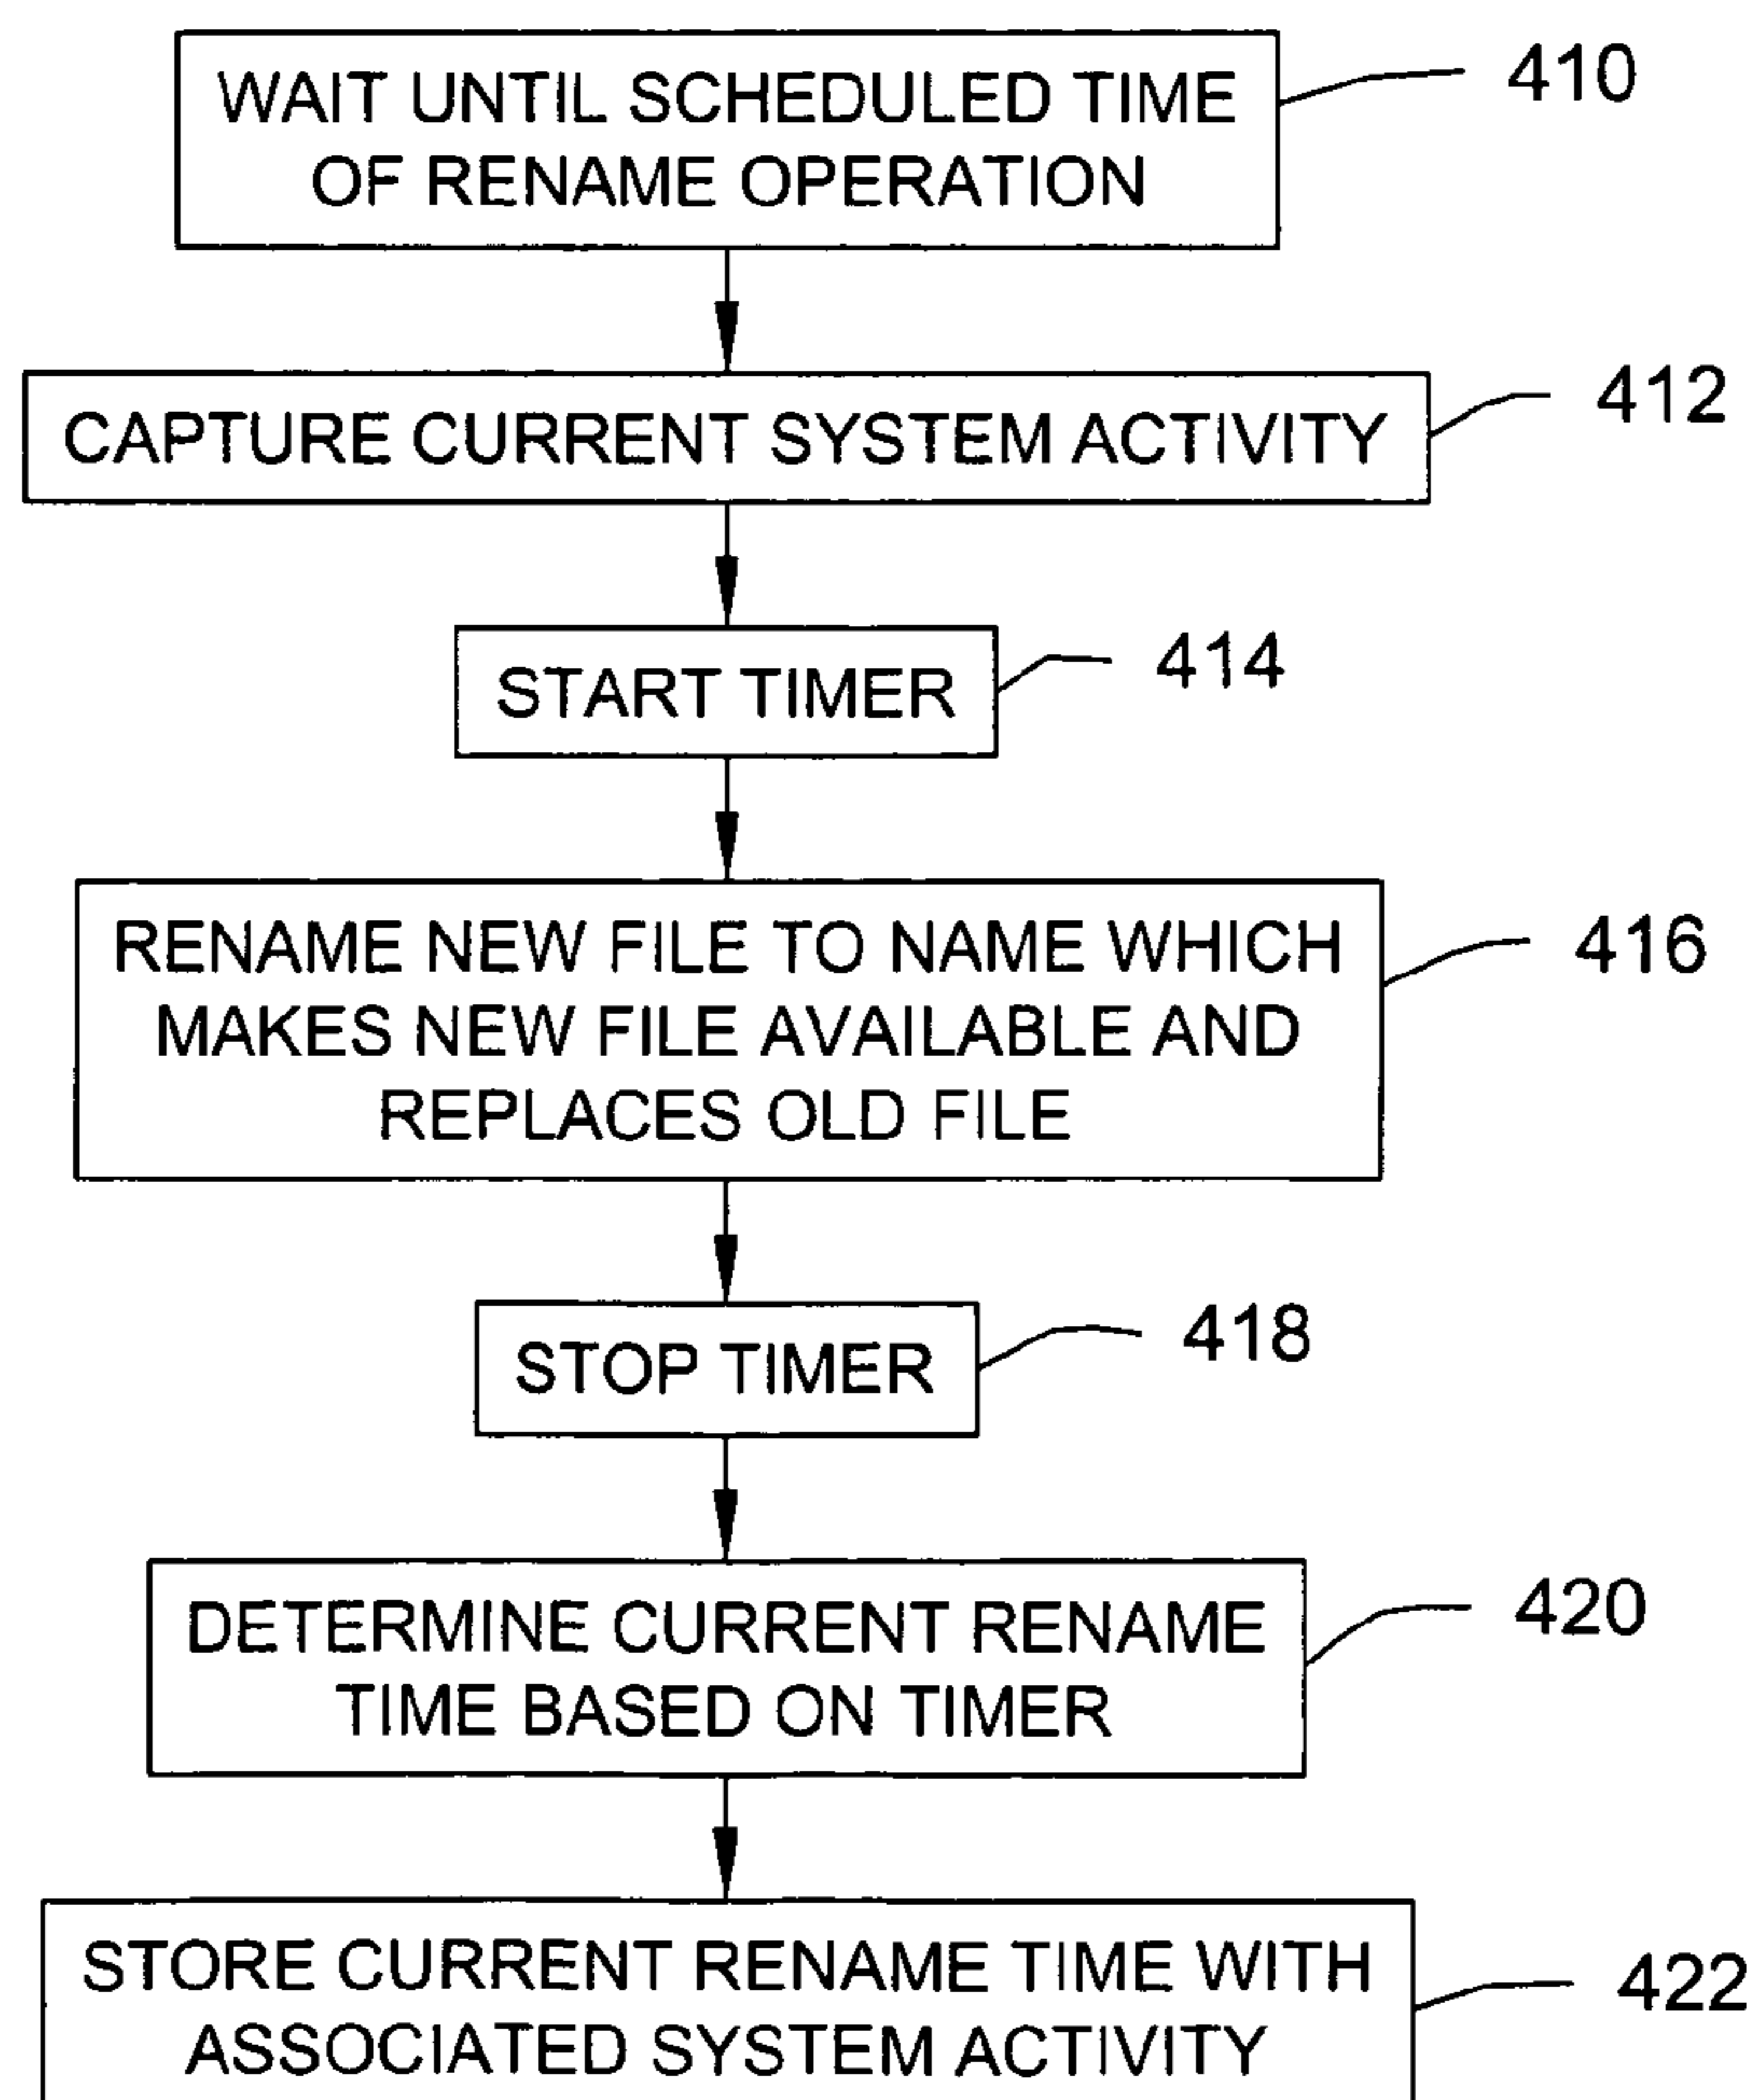 WAIT UNTIL SCHEDULED TIME
OF RENAME OPERATION
410
CAPTURE CURRENT SYSTEM ACTIVITY
412
START TIMER
414
RENAME NEW FILE TO NAME WHICH
MAKES NEW FILE AVAILABLE AND
REPLACES OLD FILE
416
STOP TIMER
418
DETERMINE CURRENT RENAME
TIME BASED ON TIMER
420
STORE CURRENT RENAME TIME WITH
ASSOCIATED SYSTEM ACTIVITY
422